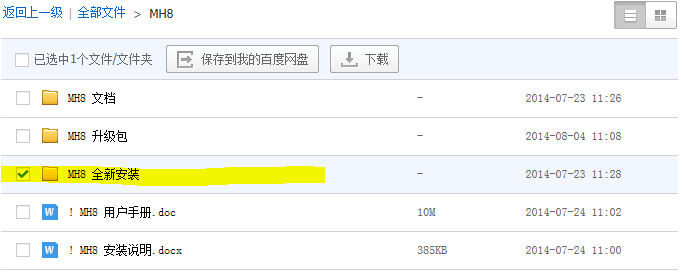 返回上一级 | 全部文件 > MH8
已选中1个文件/文件夹 保存到我的百度网盘 下载
MH8 文档 - 2014-07-23 11:26
MH8 升级包 - 2014-08-04 11:08
MH8 全新安装 - 2014-07-23 11:28
W ! MH8 用户手册.doc 10M 2014-07-24 11:02
W ! MH8 安装说明.docx 385KB 2014-07-24 11:00